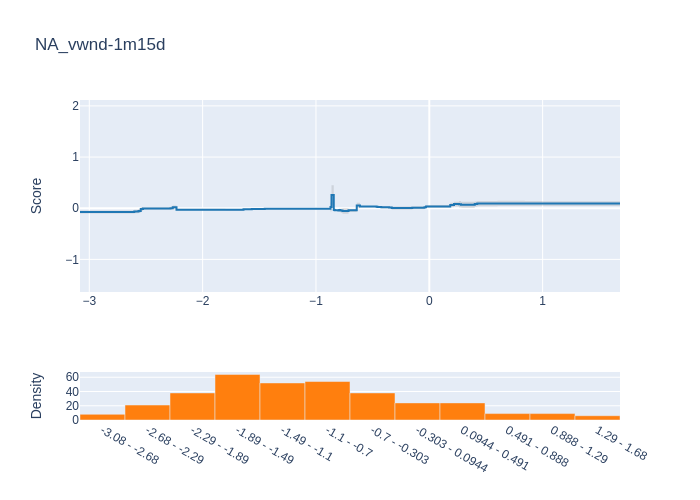 NA_vwnd-1m15d
Score
2
1
0
−1
−3
−2
−1
0
1
Density
60
40
20
0
-3.08 - -2.68
-2.68 - -2.29
-2.29 - -1.89
-1.89 - -1.49
-1.49 - -1.1
-1.1 - -0.7
-0.7 - -0.303
-0.303 - 0.0944
0.0944 - 0.491
0.491 - 0.888
0.888 - 1.29
1.29 - 1.68